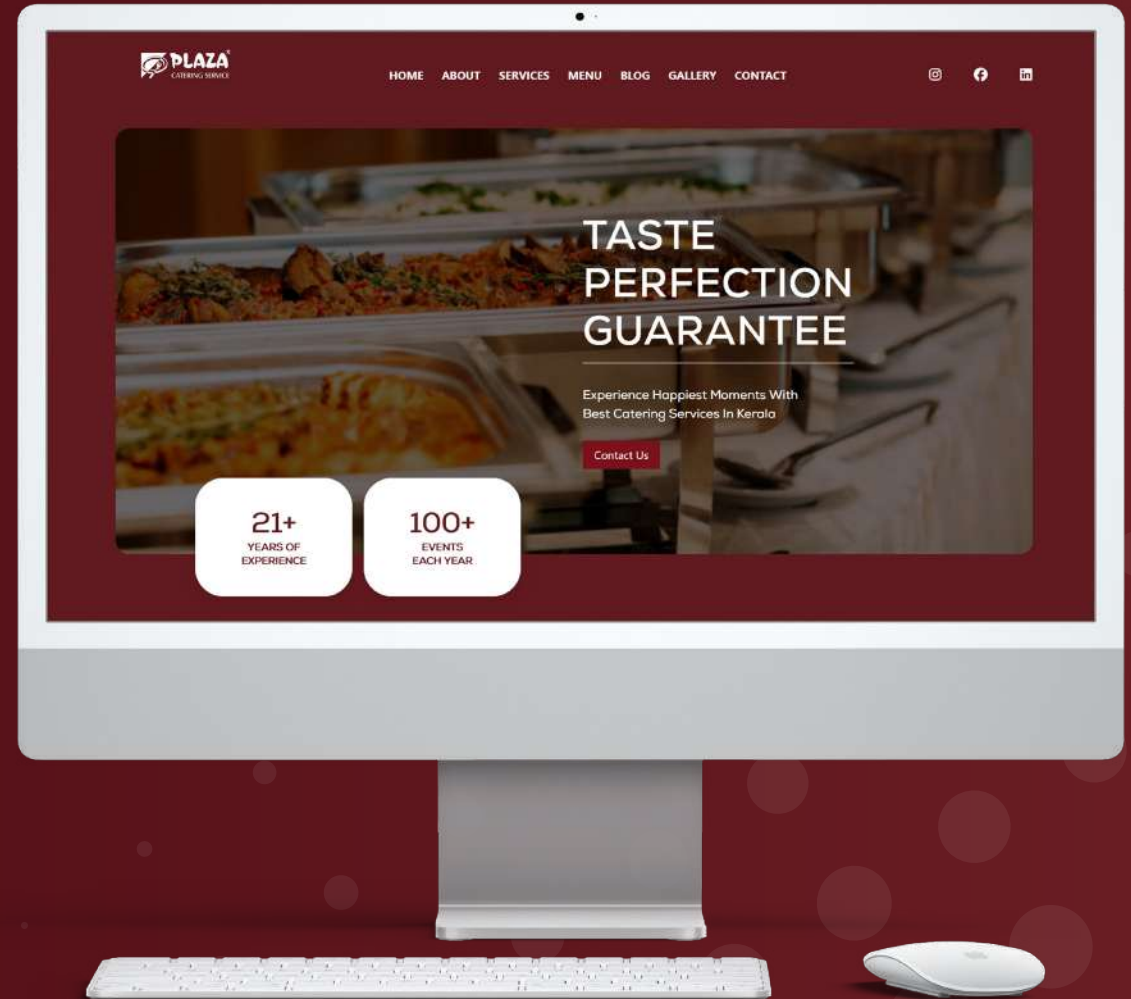 PLAZA
CATERING SERVICE
HOME ABOUT SERVICES MENU BLOG GALLERY CONTACT
TASTE
PERFECTION
GUARANTEE
Experience Happiest Moments With
Best Catering Services In Kerala
Contact Us
21+
YEARS OF
EXPERIENCE
100+
EVENTS
EACH YEAR